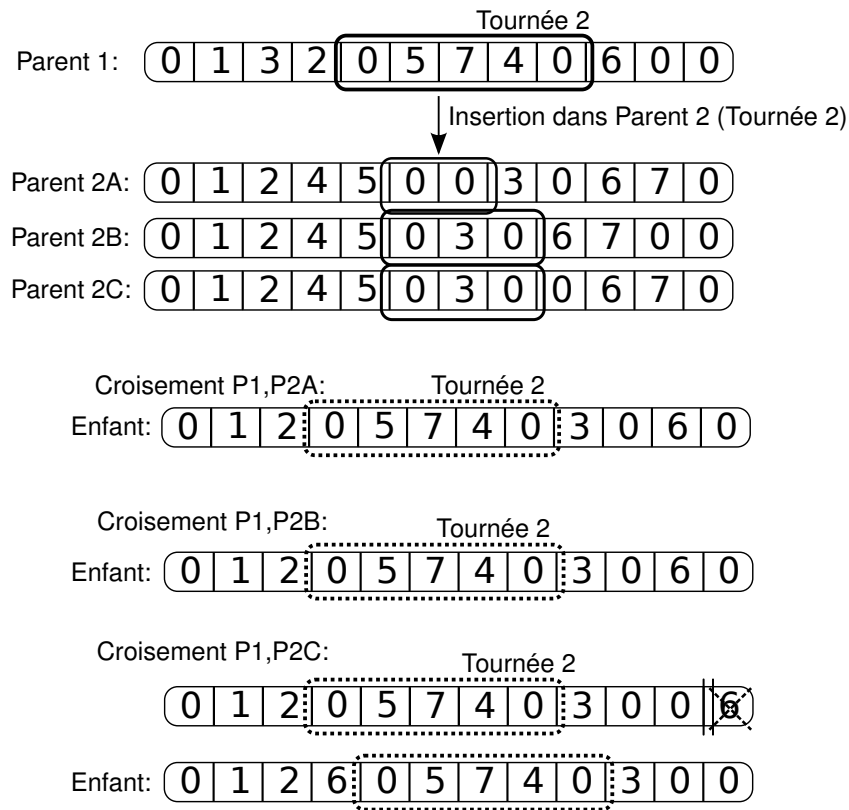 Tournée 2
Parent 1: 0 1 3 2 0 5 7 4 0 6 0 0
Insertion dans Parent 2 (Tournée 2)
Parent 2A: 0 1 2 4 5 0 0 3 0 6 7 0
Parent 2B: 0 1 2 4 5 0 3 0 6 7 0 0
Parent 2C: 0 1 2 4 5 0 3 0 0 6 7 0
Croisement P1,P2A: Tournée 2
Enfant: 0 1 2 0 5 7 4 0 3 0 6 0
Croisement P1,P2B: Tournée 2
Enfant: 0 1 2 0 5 7 4 0 3 0 6 0
Croisement P1,P2C: Tournée 2
0 1 2 0 5 7 4 0 3 0 0 6
Enfant: 0 1 2 6 0 5 7 4 0 3 0 0